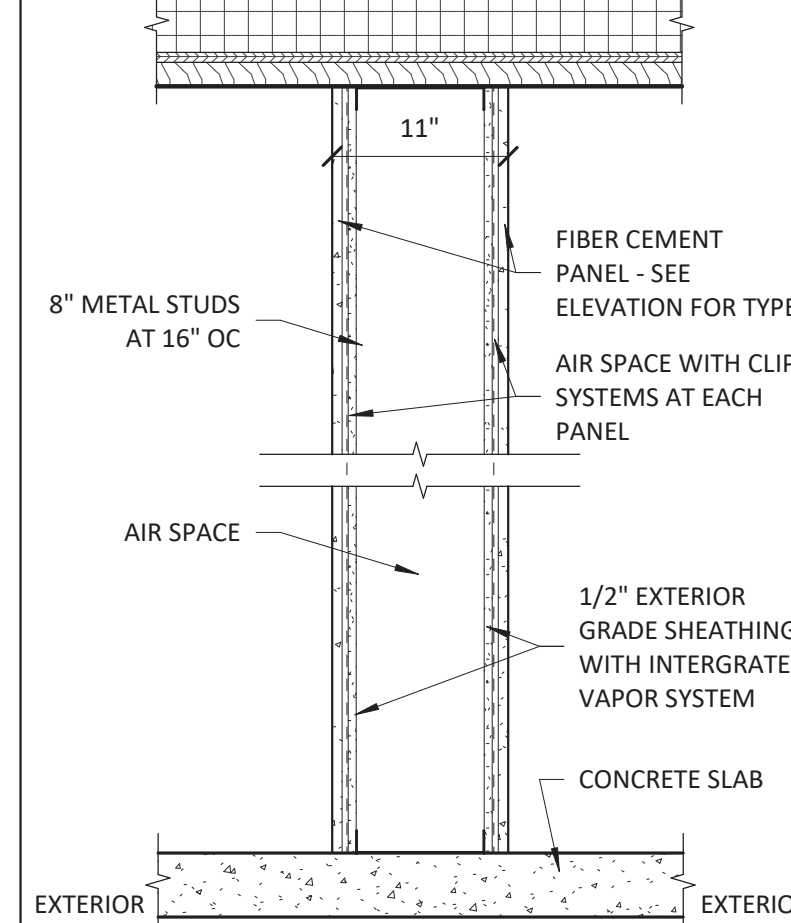 11"
FIBER CEMENT
PANEL - SEE
ELEVATION FOR TYPE
8" METAL STUDS
AT 16" OC
AIR SPACE WITH CLIP
SYSTEMS AT EACH
PANEL
AIR SPACE
1/2" EXTERIOR
GRADE SHEATHING
WITH INTERGRATE
VAPOR SYSTEM
CONCRETE SLAB
EXTERIOR
EXTERIO